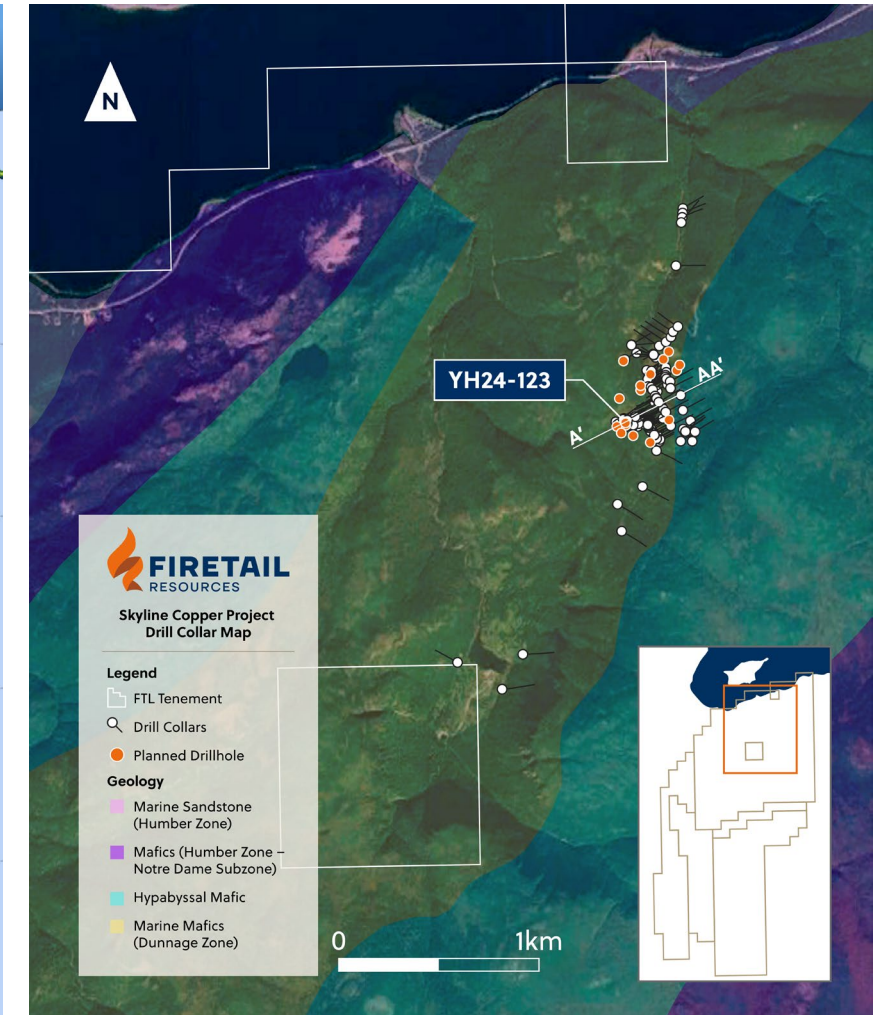 N
YH24-123
AA'
A'
FIRETAIL
RESOURCES
Skyline Copper Project
Drill Collar Map
Legend
FTL Tenement
Drill Collars
Planned Drillhole
Geology
Marine Sandstone
(Humber Zone)
Mafics (Humber Zone –
Notre Dame Subzone)
Hypabyssal Mafic
Marine Mafics
(Dunnage Zone)
0 1km